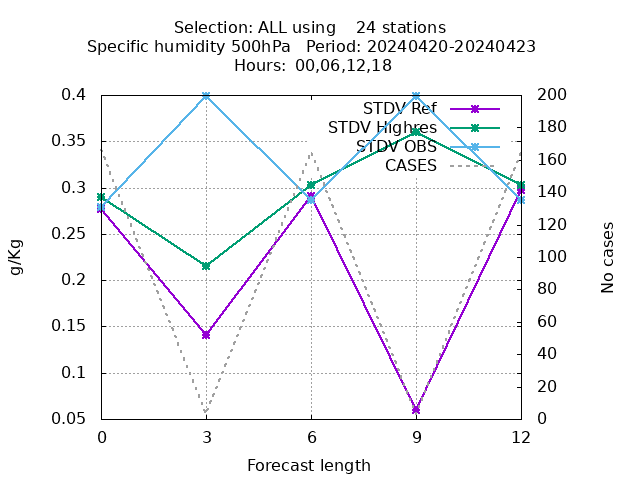 Selection: ALL using    24 stations
Specific humidity 500hPa   Period: 20240420-20240423
Hours: 00,06,12,18
STDV Ref
STDV Highres
STDV OBS
CASES
g/Kg
0.4
0.35
0.3
0.25
0.2
0.15
0.1
0.05
200
180
160
140
120
100
80
60
40
20
0
No cases
0 3 6 9 12
Forecast length